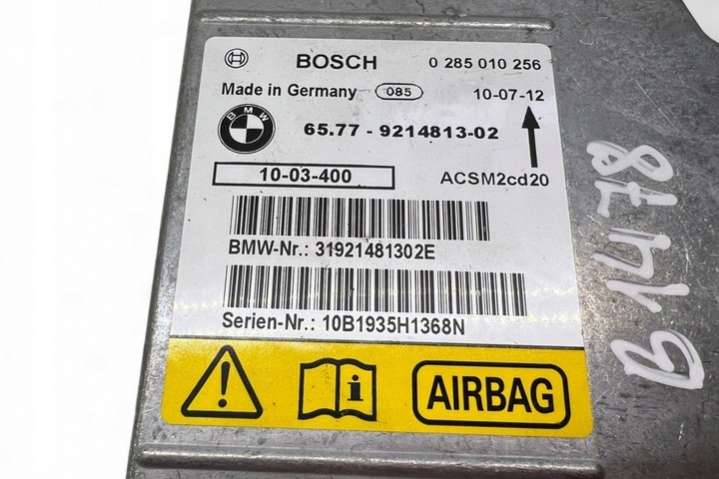 BOSCH 0 285 010 256
Made in Germany 085 10-07-12
BMW
65.77 - 9214813-02
10-03-400 ACSM2cd20
BMW-Nr.: 31921481302E
Serien-Nr.: 10B1935H1368N
i
AIRBAG